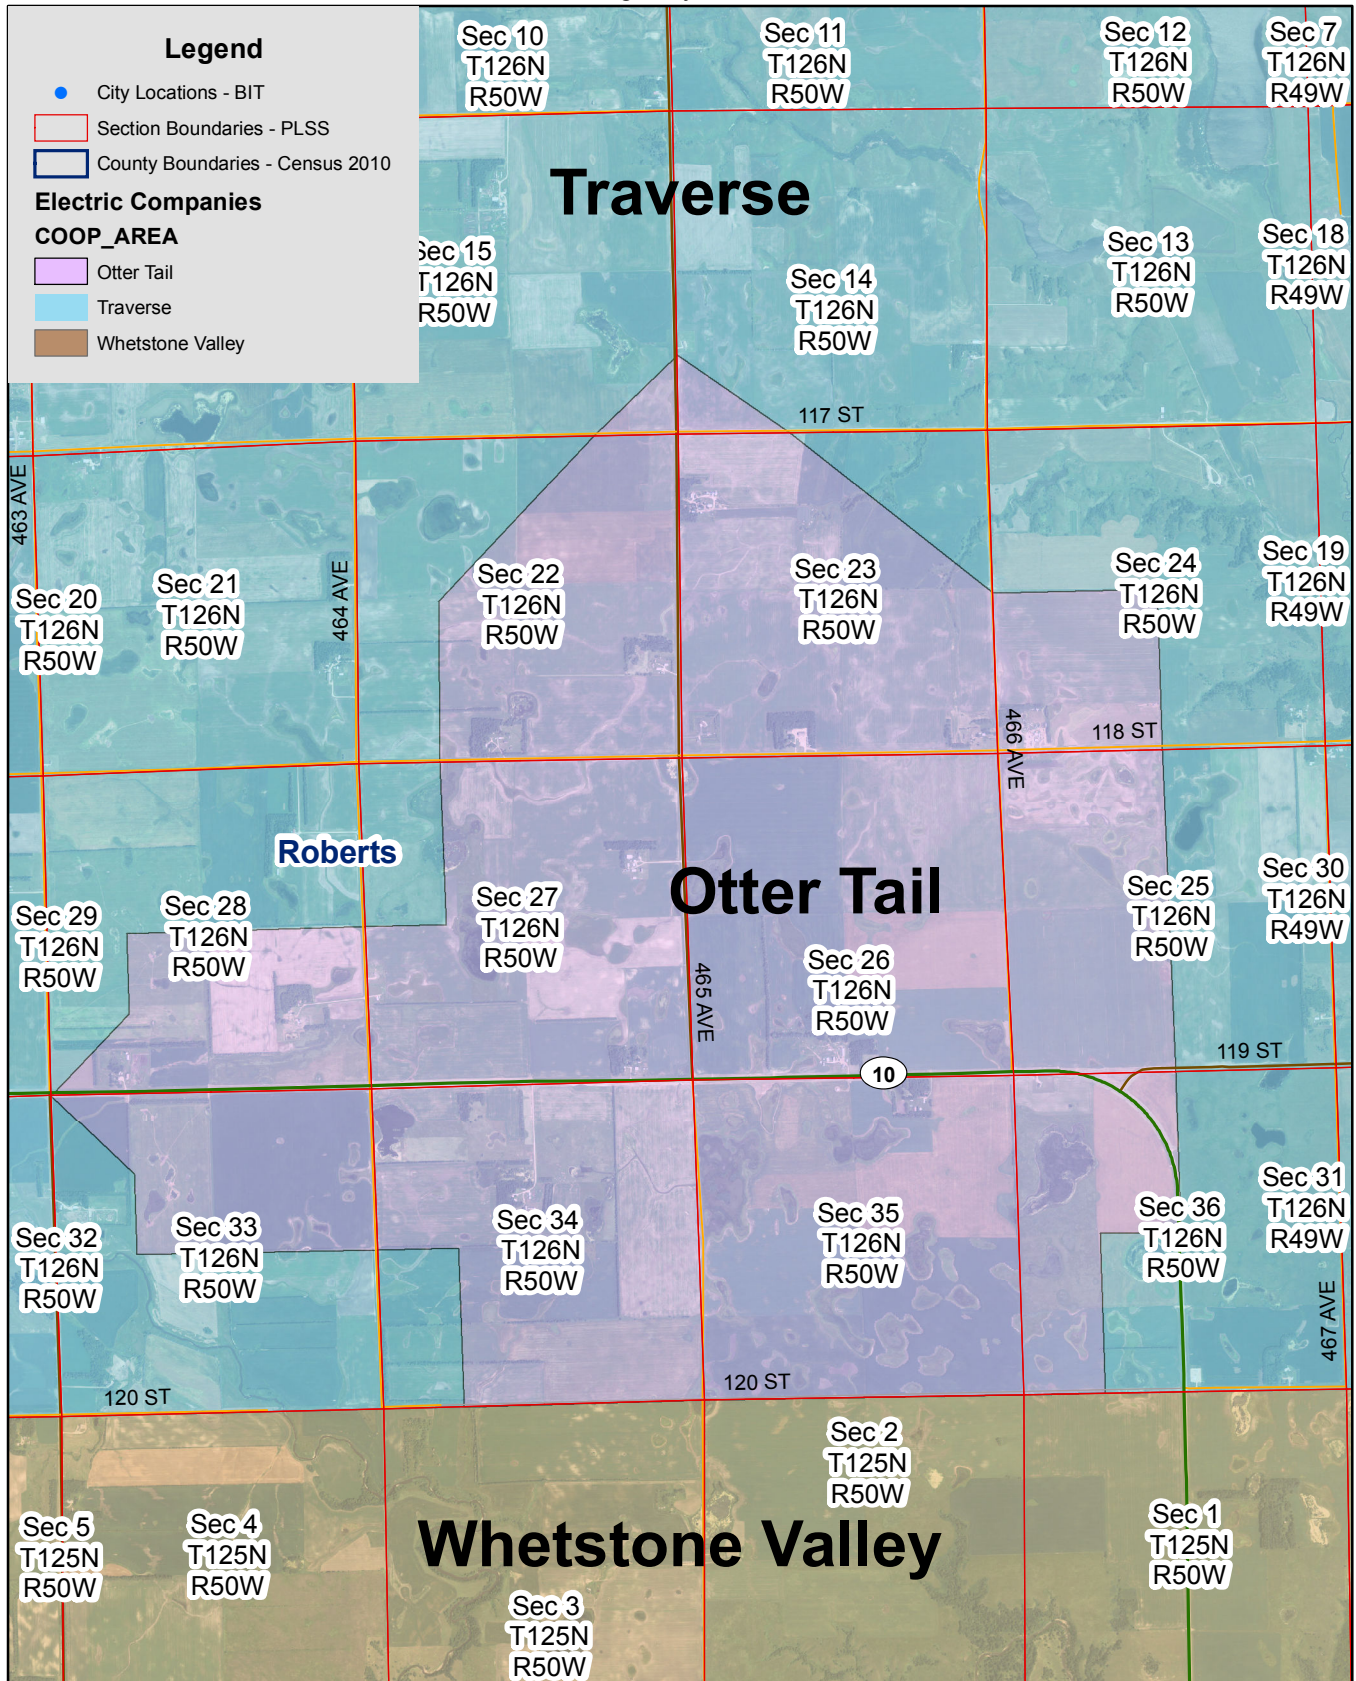 Legend
City Locations - BIT
Section Boundaries - PLSS
County Boundaries - Census 2010
Electric Companies
COOP_AREA
Otter Tail
Traverse
Whetstone Valley
Sec 10
T126N
R50W
Sec 11
T126N
R50W
Sec 12
T126N
R50W
Sec 7
T126N
R49W
Traverse
Sec 15
T126N
R50W
Sec 14
T126N
R50W
Sec 13
T126N
R50W
Sec 18
T126N
R49W
117 ST
463 AVE
464 AVE
Sec 20
T126N
R50W
Sec 21
T126N
R50W
Sec 22
T126N
R50W
Sec 23
T126N
R50W
Sec 24
T126N
R50W
Sec 19
T126N
R49W
466 AVE
118 ST
Roberts
Otter Tail
Sec 29
T126N
R50W
Sec 28
T126N
R50W
Sec 27
T126N
R50W
465 AVE
Sec 26
T126N
R50W
Sec 25
T126N
R50W
Sec 30
T126N
R49W
10
119 ST
Sec 32
T126N
R50W
Sec 33
T126N
R50W
Sec 34
T126N
R50W
Sec 35
T126N
R50W
Sec 36
T126N
R50W
Sec 31
T126N
R49W
467 AVE
120 ST
120 ST
Sec 2
T125N
R50W
Whetstone Valley
Sec 5
T125N
R50W
Sec 4
T125N
R50W
Sec 3
T125N
R50W
Sec 1
T125N
R50W